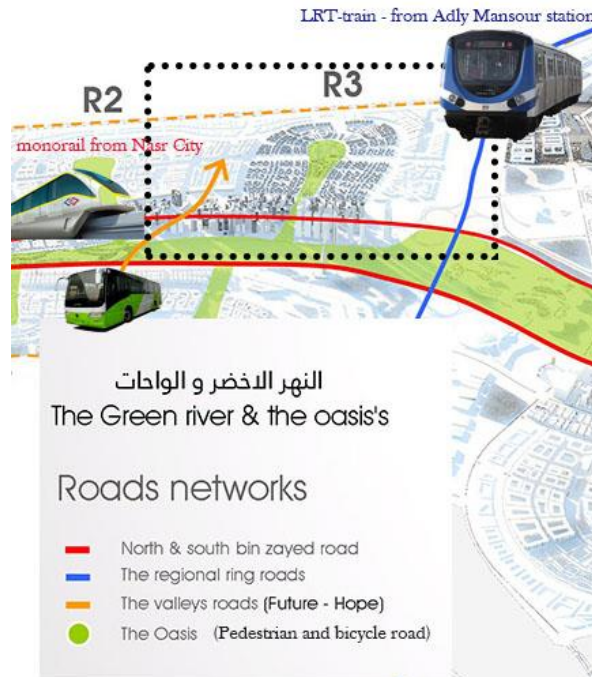 LRT-train - from Adly Mansour station
R2
R3
monorail from Nasr City
النهر الاخضر و الواحات
The Green river & the oasis's
Roads networks
North & south bin zayed road
The regional ring roads
The valleys roads (Future - Hope)
The Oasis (Pedestrian and bicycle road)